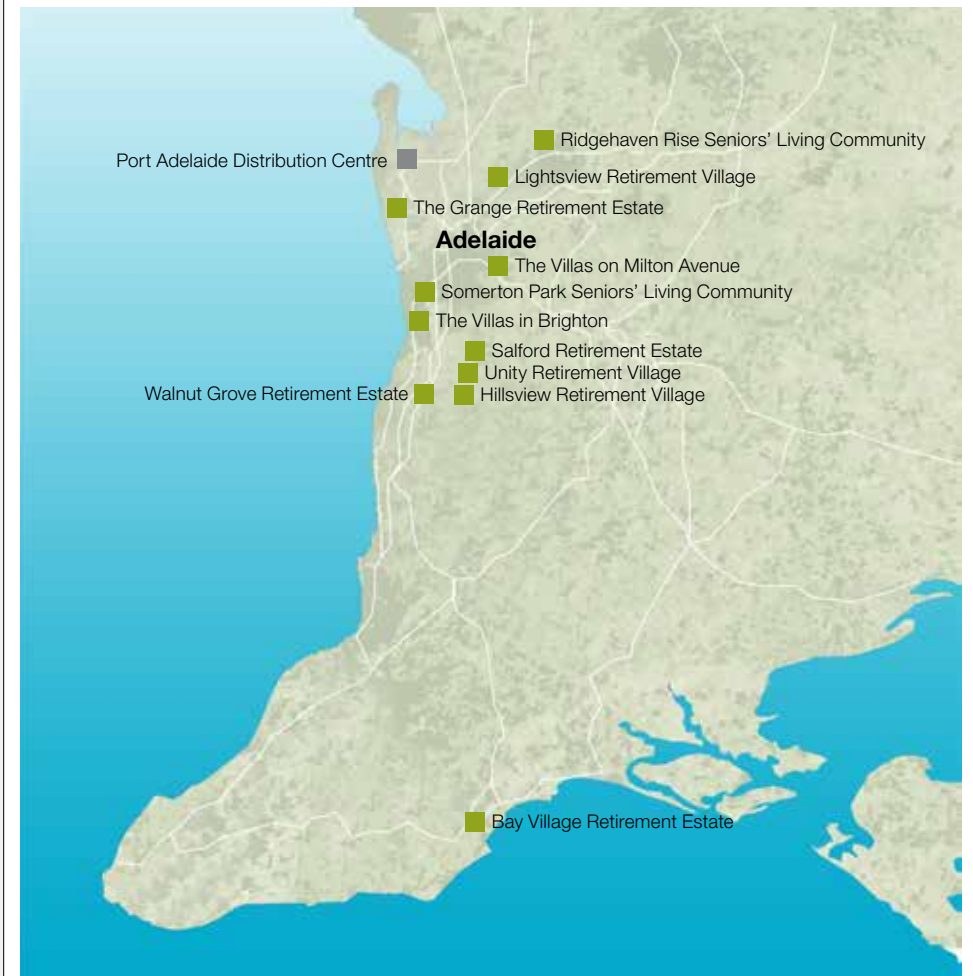 Ridgehaven Rise Seniors' Living Community
Port Adelaide Distribution Centre
Lightsview Retirement Village
The Grange Retirement Estate
Adelaide
The Villas on Milton Avenue
Somerton Park Seniors' Living Community
The Villas in Brighton
Salford Retirement Estate
Unity Retirement Village
Walnut Grove Retirement Estate
Hillsview Retirement Village
Bay Village Retirement Estate